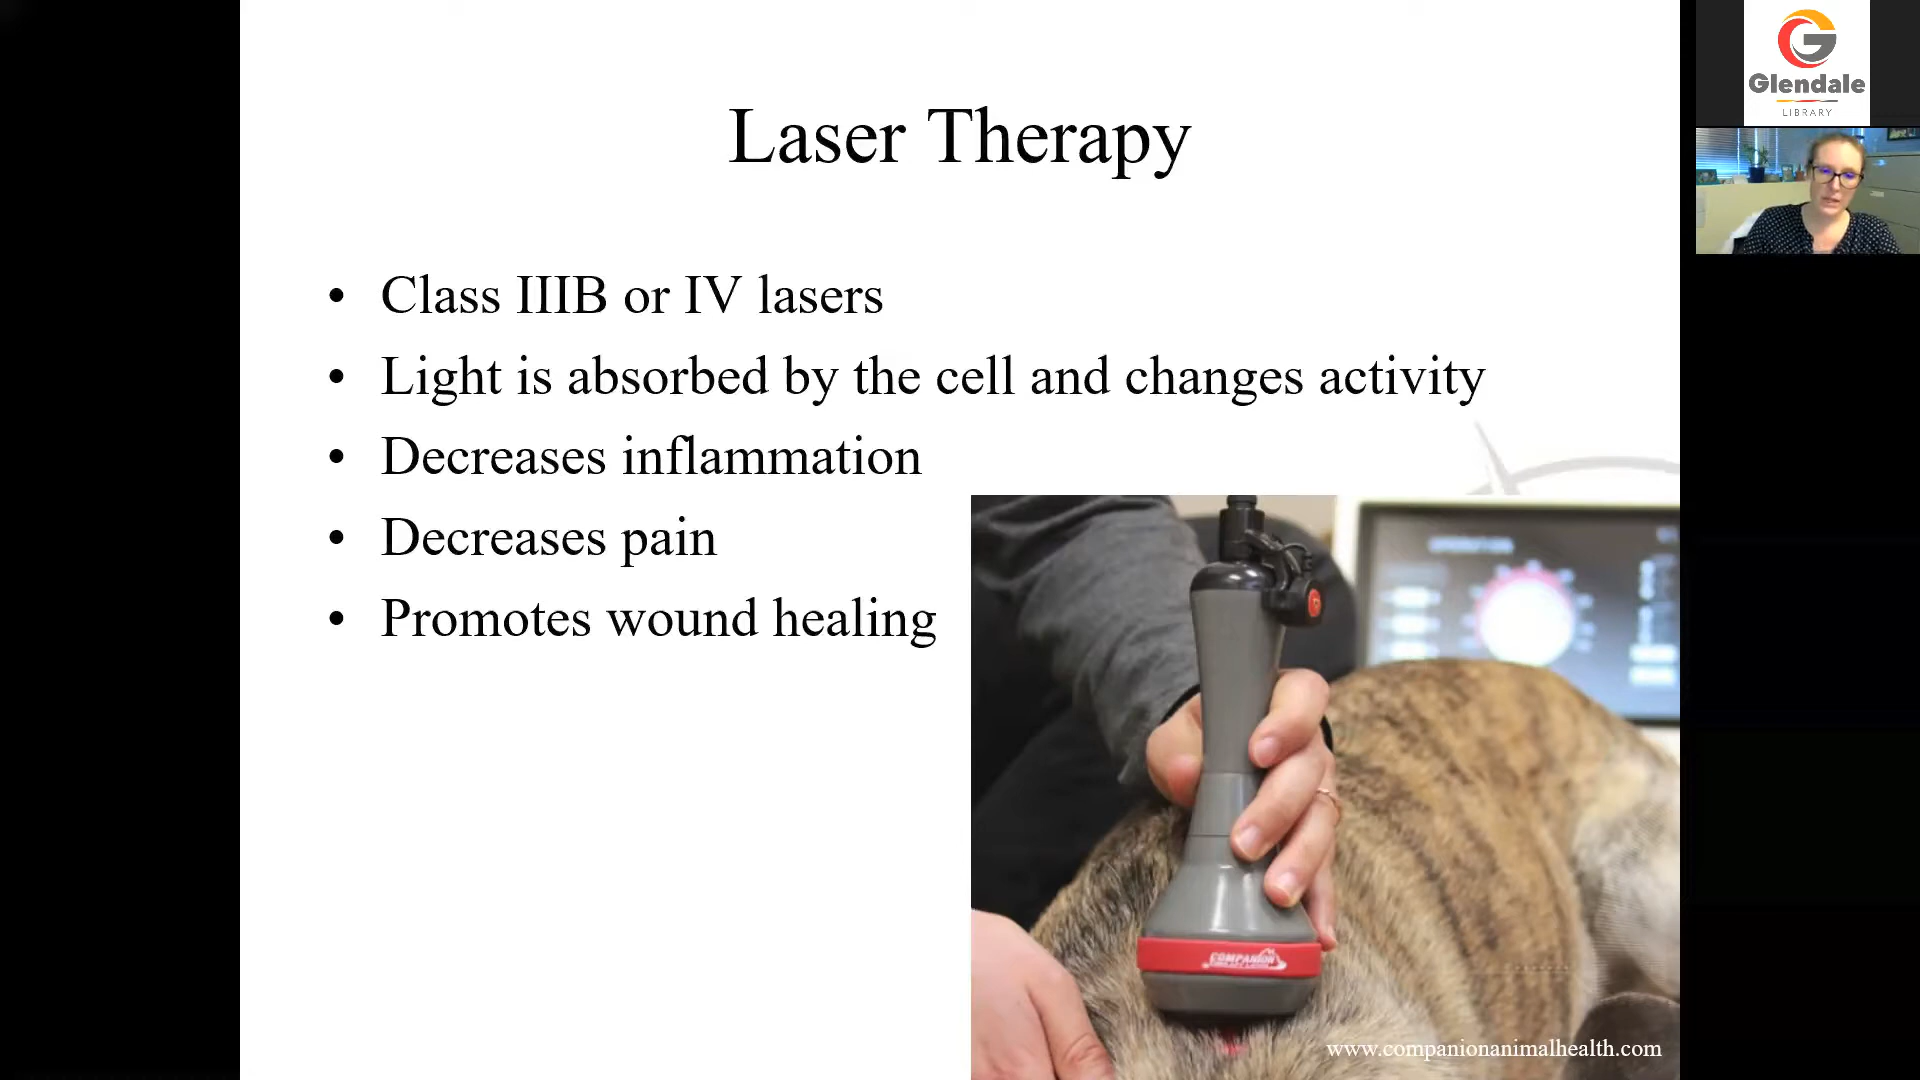 Laser Therapy
• Class IIIB or IV lasers
• Light is absorbed by the cell and changes activity
• Decreases inflammation
• Decreases pain
• Promotes wound healing
COMPANION
www.companionanimalhealth.com
Glendale
LIBRARY